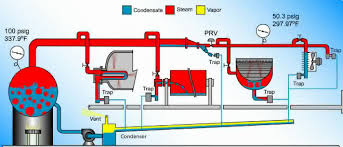 Condensate Steam Vapor
100 psig
337.9°F
50.3 psig
297.97°F
PRV
Trap
Trap
Trap
Trap
Trap
Trap
Vent
Condenser